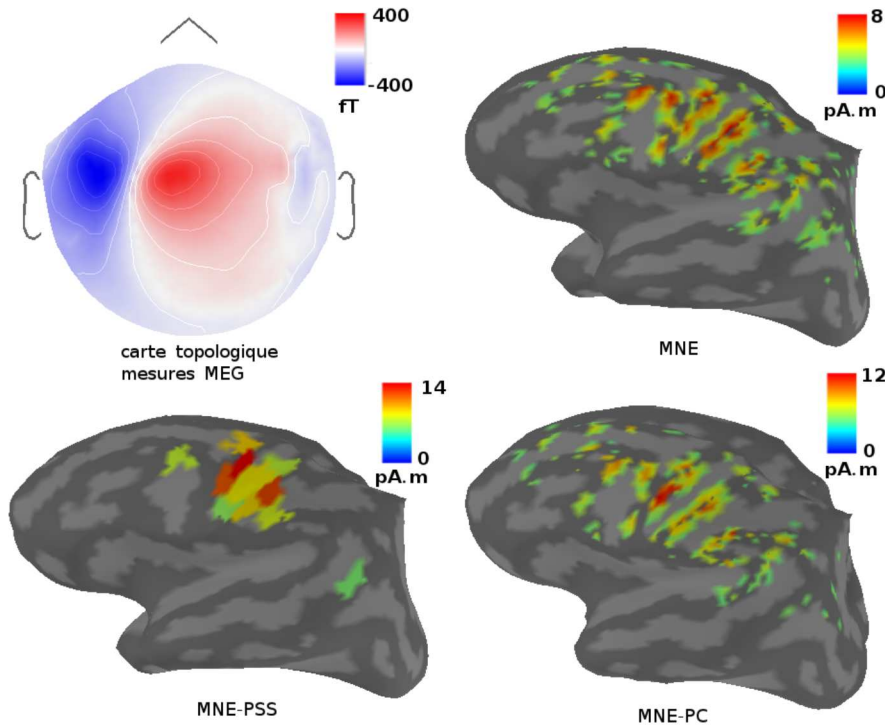 400
-400
fT
carte topologique
mesures MEG
8
0
pA.m
MNE
14
0
pA.m
MNE-PSS
12
0
pA.m
MNE-PC